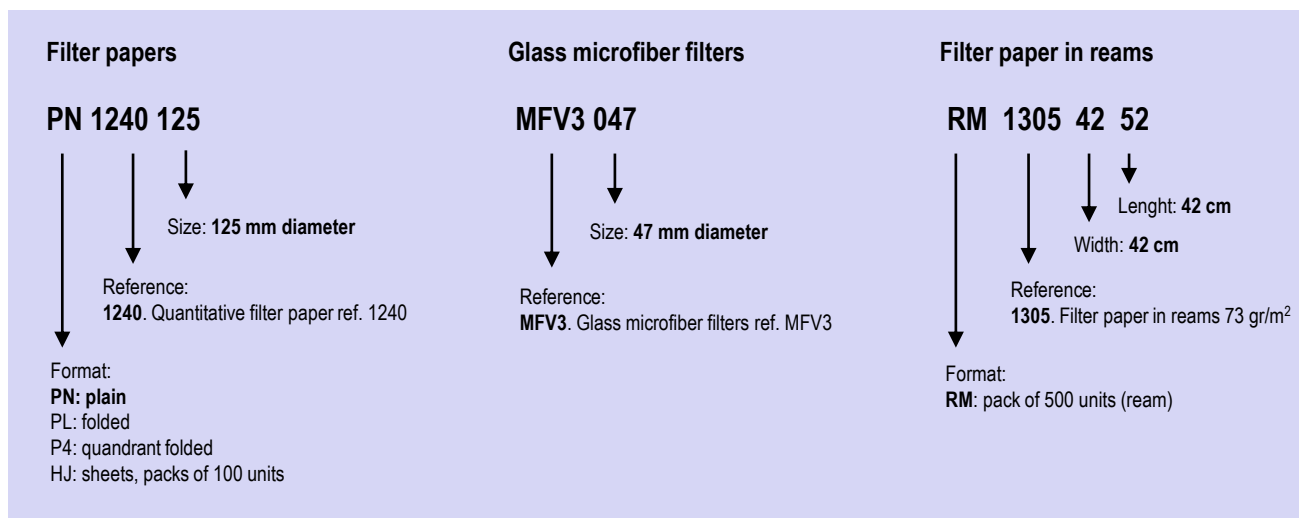 Filter papers
PN 1240 125
Size: 125 mm diameter
Reference:
1240. Quantitative filter paper ref. 1240
Format:
PN: plain
PL: folded
P4: quandrant folded
HJ: sheets, packs of 100 units
Glass microfiber filters
MFV3 047
Size: 47 mm diameter
Reference:
MFV3. Glass microfiber filters ref. MFV3
Filter paper in reams
RM 1305 42 52
Lenght: 42 cm
Width: 42 cm
Reference:
1305. Filter paper in reams 73 gr/m²
Format:
RM: pack of 500 units (ream)